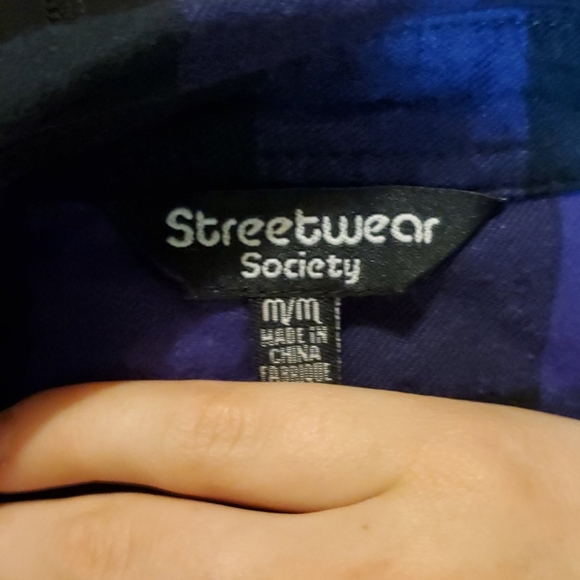 Streetwear
Society
M/M
MADE IN
CHINA
FABRIQUE